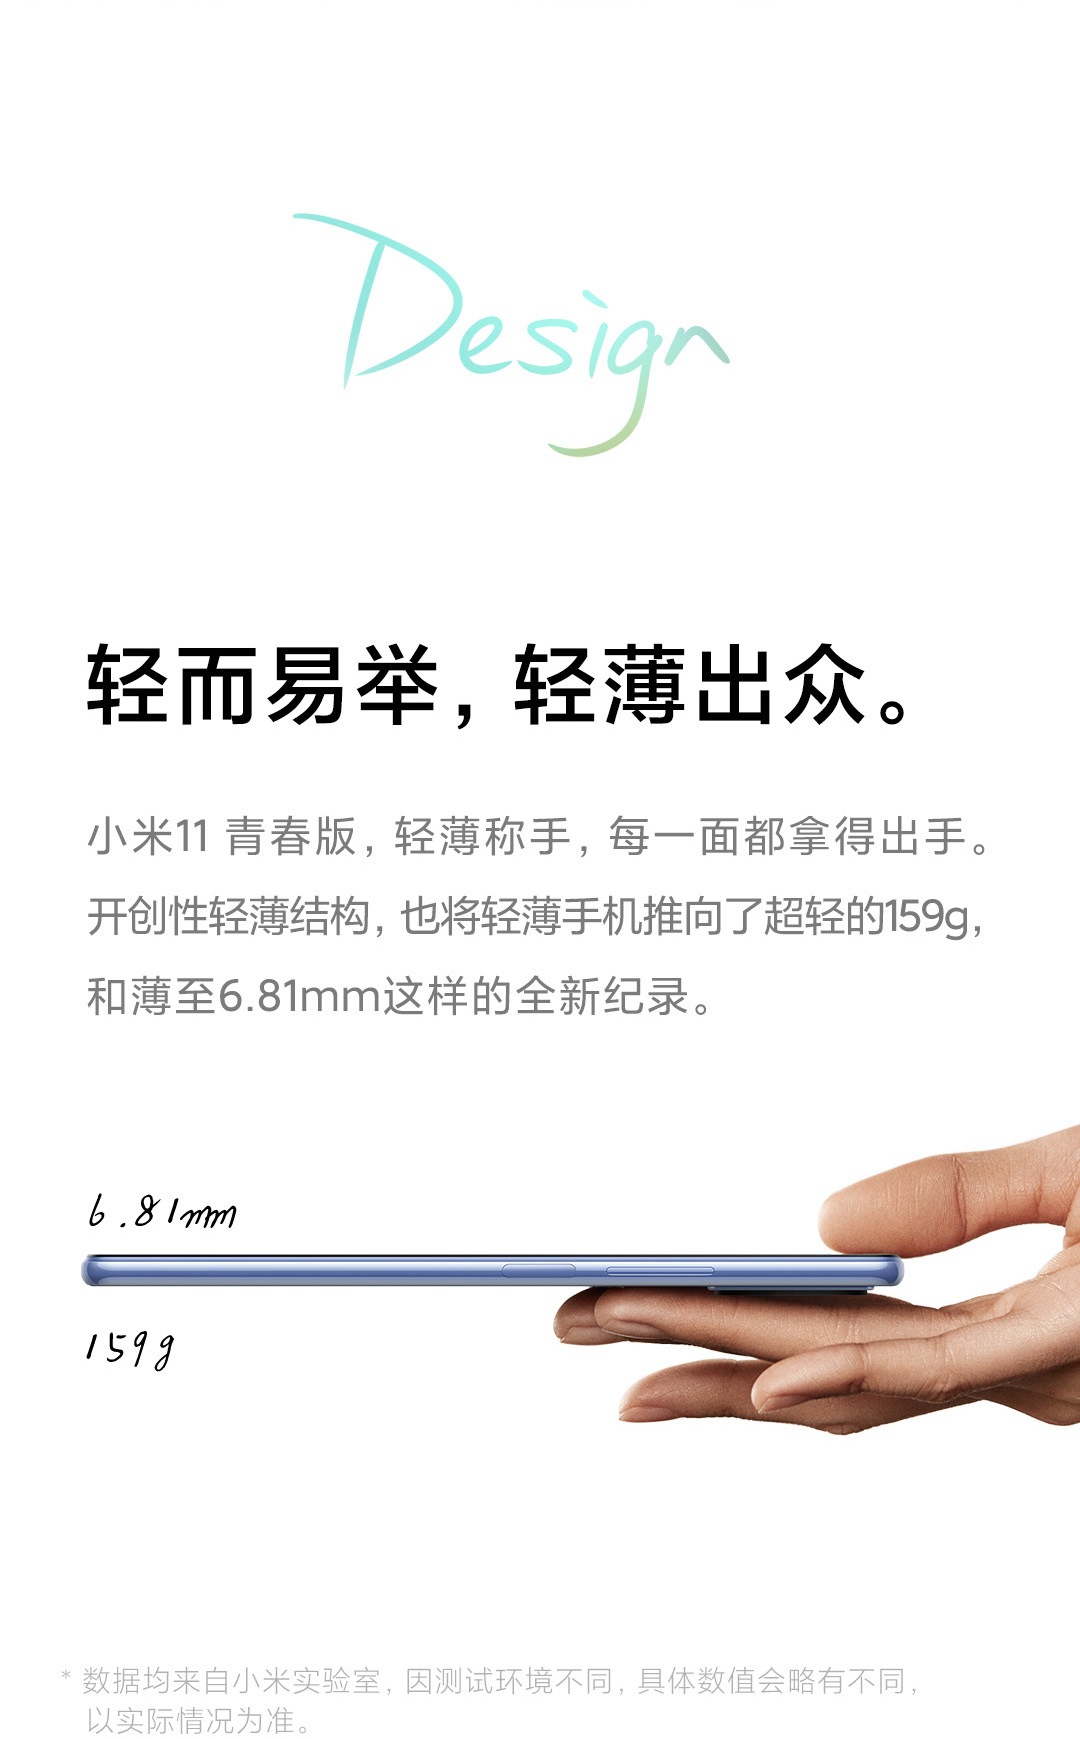 Design
轻而易举，轻薄出众。
小米11 青春版，轻薄称手，每一面都拿得出手。
开创性轻薄结构，也将轻薄手机推向了超轻的159g，
和薄至6.81mm这样的全新纪录。
6.81mm
159g
* 数据均来自小米实验室，因测试环境不同，具体数值会略有不同，
以实际情况为准。